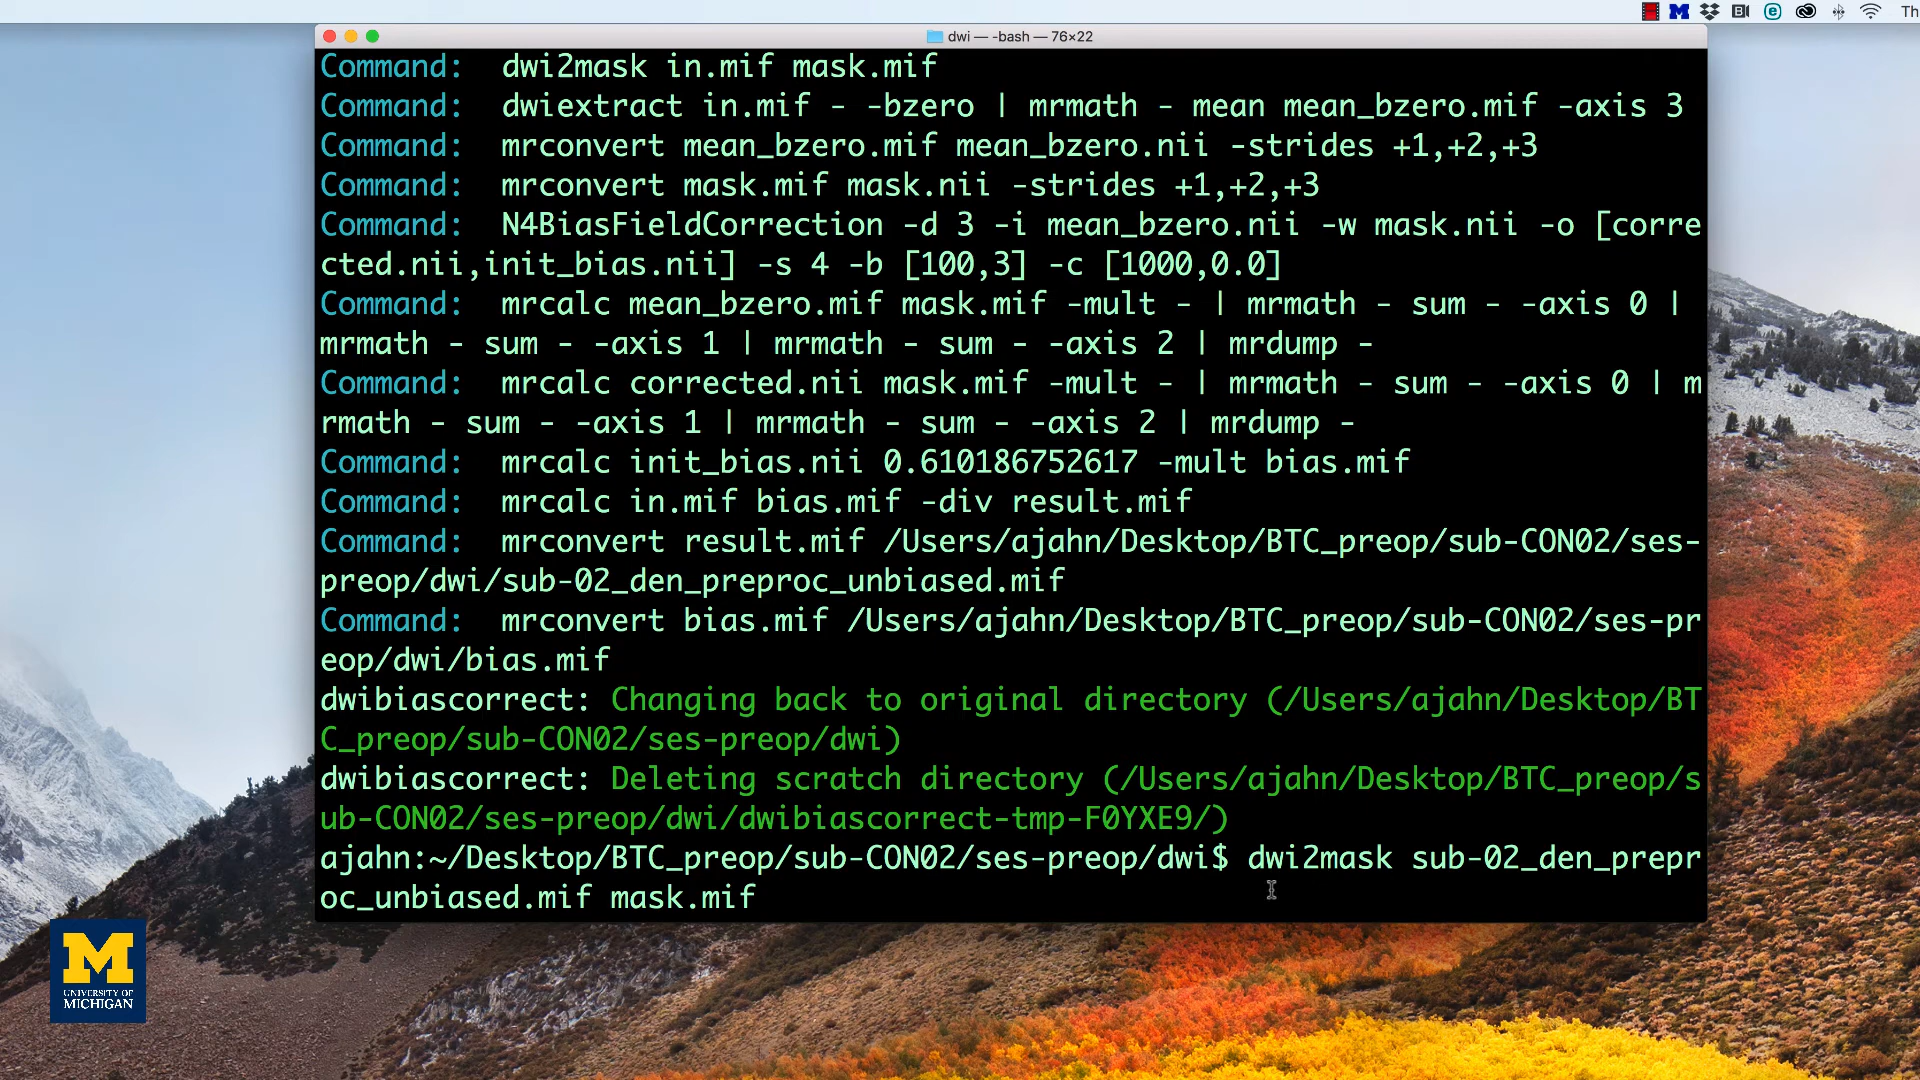 Th
dwi — -bash — 76×22
Command:  dwi2mask in.mif mask.mif
Command:  dwiextract in.mif - -bzero | mrmath - mean mean_bzero.mif -axis 3
Command:  mrconvert mean_bzero.mif mean_bzero.nii -strides +1,+2,+3
Command:  mrconvert mask.mif mask.nii -strides +1,+2,+3
Command:  N4BiasFieldCorrection -d 3 -i mean_bzero.nii -w mask.nii -o [corre
cted.nii,init_bias.nii] -s 4 -b [100,3] -c [1000,0.0]
Command:  mrcalc mean_bzero.mif mask.mif -mult - | mrmath - sum - -axis 0 |
mrmath - sum - -axis 1 | mrmath - sum - -axis 2 | mrdump -
Command:  mrcalc corrected.nii mask.mif -mult - | mrmath - sum - -axis 0 | m
rmath - sum - -axis 1 | mrmath - sum - -axis 2 | mrdump -
Command:  mrcalc init_bias.nii 0.610186752617 -mult bias.mif
Command:  mrcalc in.mif bias.mif -div result.mif
Command:  mrconvert result.mif /Users/ajahn/Desktop/BTC_preop/sub-CON02/ses-
preop/dwi/sub-02_den_preproc_unbiased.mif
Command:  mrconvert bias.mif /Users/ajahn/Desktop/BTC_preop/sub-CON02/ses-pr
eop/dwi/bias.mif
dwibiascorrect: Changing back to original directory (/Users/ajahn/Desktop/BT
C_preop/sub-CON02/ses-preop/dwi)
dwibiascorrect: Deleting scratch directory (/Users/ajahn/Desktop/BTC_preop/s
ub-CON02/ses-preop/dwi/dwibiascorrect-tmp-F0YXE9/)
ajahn:~/Desktop/BTC_preop/sub-CON02/ses-preop/dwi$ dwi2mask sub-02_den_prepr
oc_unbiased.mif mask.mif
M
UNIVERSITY OF
MICHIGAN